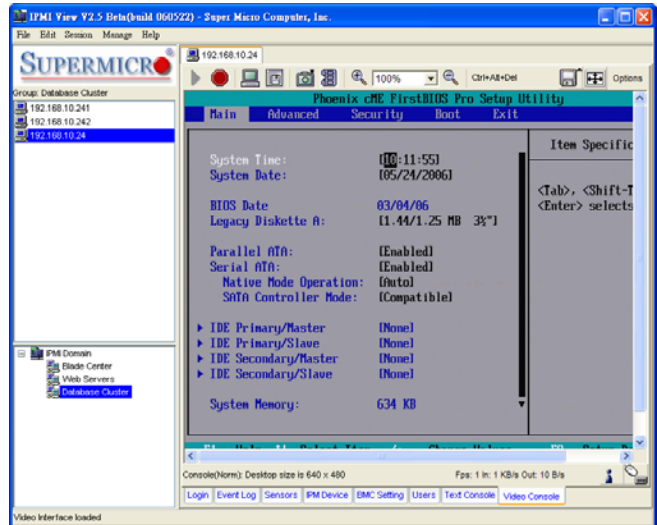 IPMI View V2.5 Beta(build 060522) - Super Micro Computer, Inc.
File Edit Session Manage Help
SUPERMICRO
Group: Database Cluster
192.168.10.241
192.168.10.242
192.168.10.24
IPMI Domain
Blade Center
Web Servers
Database Cluster
192.168.10.24
100% Ctrl+Alt+Del Options
Phoenix cME FirstBIOS Pro Setup Utility
Main Advanced Security Boot Exit
System Time: [10:11:55]
System Date: [05/24/2006]
BIOS Date 03/04/06
Legacy Diskette A: [1.44/1.25 MB 3½"]
Parallel ATA: [Enabled]
Serial ATA: [Enabled]
Native Mode Operation: [Auto]
SATA Controller Mode: [Compatible]
IDE Primary/Master [None]
IDE Primary/Slave [None]
IDE Secondary/Master [None]
IDE Secondary/Slave [None]
System Memory: 634 KB
Item Specific
<Tab>, <Shift-T
<Enter> selects
Console(Norm): Desktop size is 640 x 480 Fps: 1 In: 1 KB/s Out: 10 B/s
Login Event Log Sensors IPM Device BMC Setting Users Text Console Video Console
Video Interface loaded